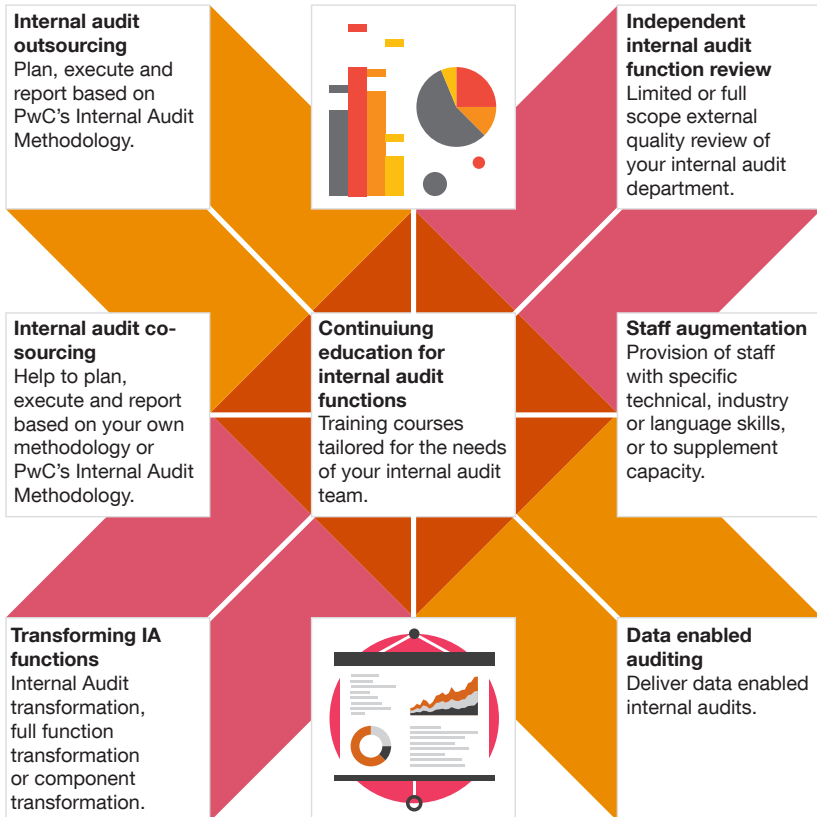 Internal audit
outsourcing
Plan, execute and
report based on
PwC's Internal Audit
Methodology.
Independent
internal audit
function review
Limited or full
scope external
quality review of
your internal audit
department.
Internal audit co-
sourcing
Help to plan,
execute and report
based on your own
methodology or
PwC's Internal Audit
Methodology.
Continuiung
education for
internal audit
functions
Training courses
tailored for the needs
of your internal audit
team.
Staff augmentation
Provision of staff
with specific
technical, industry
or language skills,
or to supplement
capacity.
Transforming IA
functions
Internal Audit
transformation,
full function
transformation
or component
transformation.
Data enabled
auditing
Deliver data enabled
internal audits.